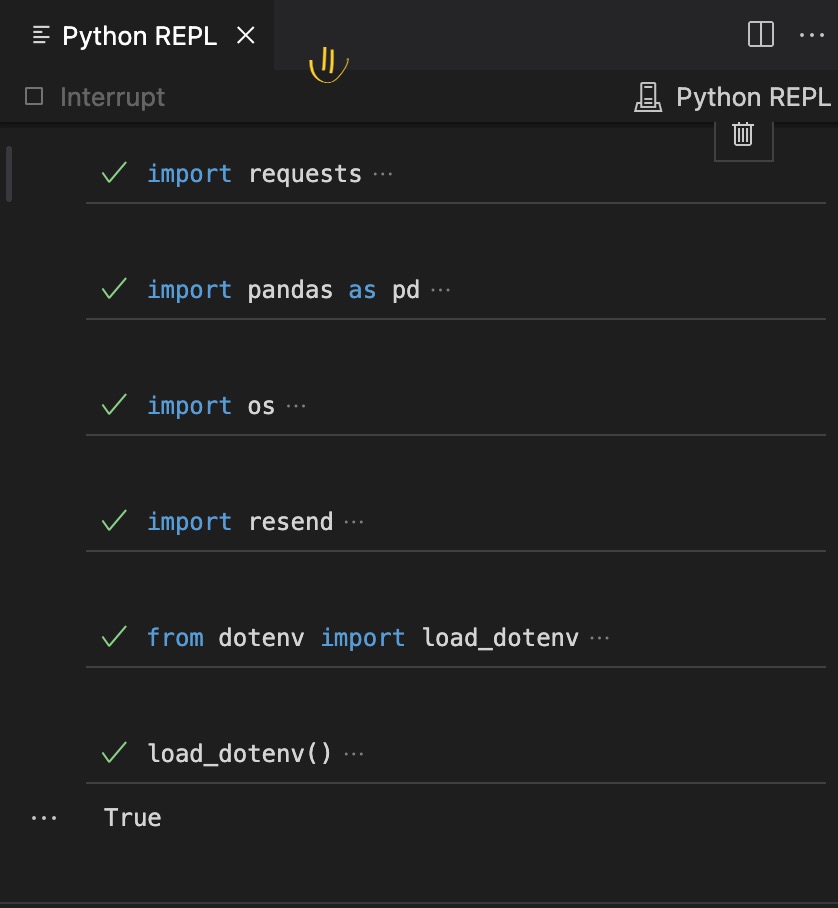 Python REPL
Interrupt
Python REPL
import requests ...
import pandas as pd ...
import os ...
import resend ...
from dotenv import load_dotenv ...
load_dotenv() ...
True